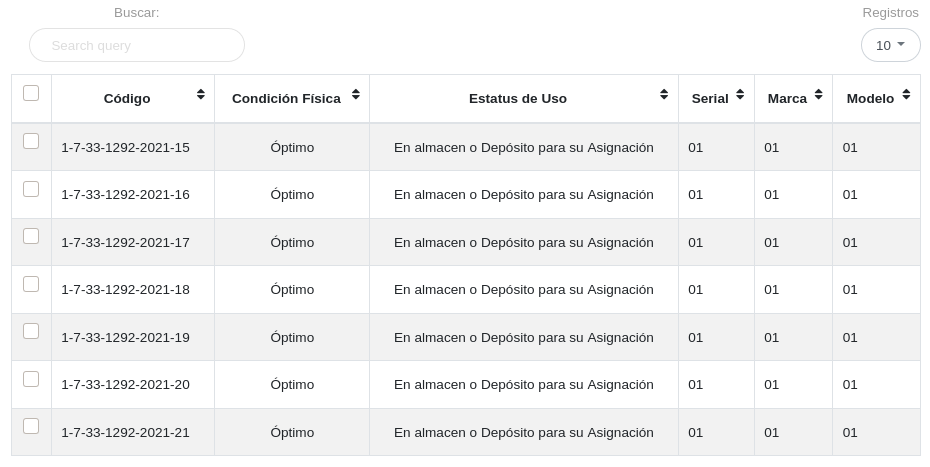 Buscar: Registros
Search query 10
Código Condición Física Estatus de Uso Serial Marca Modelo
1-7-33-1292-2021-15 Óptimo En almacen o Depósito para su Asignación 01 01 01
1-7-33-1292-2021-16 Óptimo En almacen o Depósito para su Asignación 01 01 01
1-7-33-1292-2021-17 Óptimo En almacen o Depósito para su Asignación 01 01 01
1-7-33-1292-2021-18 Óptimo En almacen o Depósito para su Asignación 01 01 01
1-7-33-1292-2021-19 Óptimo En almacen o Depósito para su Asignación 01 01 01
1-7-33-1292-2021-20 Óptimo En almacen o Depósito para su Asignación 01 01 01
1-7-33-1292-2021-21 Óptimo En almacen o Depósito para su Asignación 01 01 01